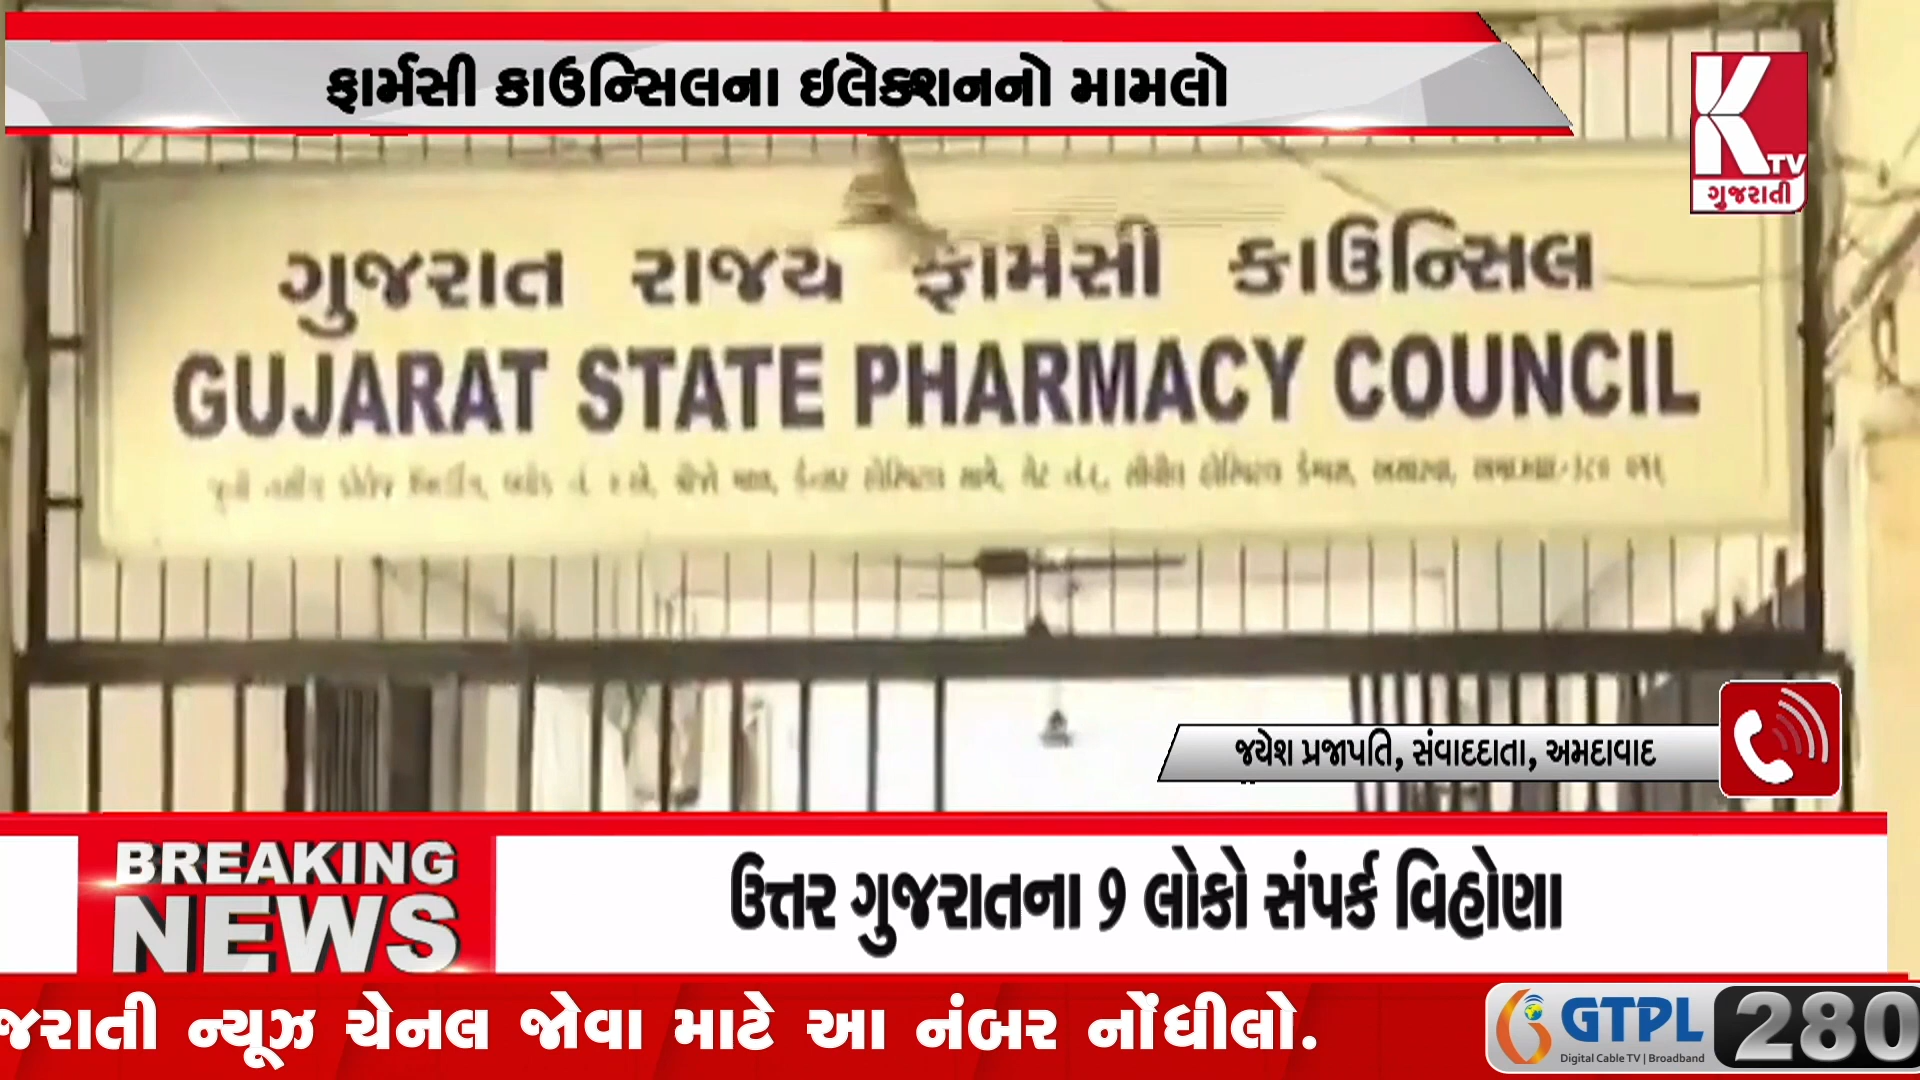 ફાર્મસી કાઉન્સિલના ઇલેક્શનનો મામલો
K TV
ગુજરાતી
ગુજરાત રાજ્ય ફાર્મસી કાઉન્સિલ
GUJARAT STATE PHARMACY COUNCIL
જયેશ પ્રજાપતિ, સંવાદદાતા, અમદાવાદ
BREAKING
NEWS
ઉત્તર ગુજરાતના 9 લોકો સંપર્ક વિહોણા
જરાતી ન્યૂઝ ચેનલ જોવા માટે આ નંબર નોંધીલો.
GTPL
Digital Cable TV | Broadband
280